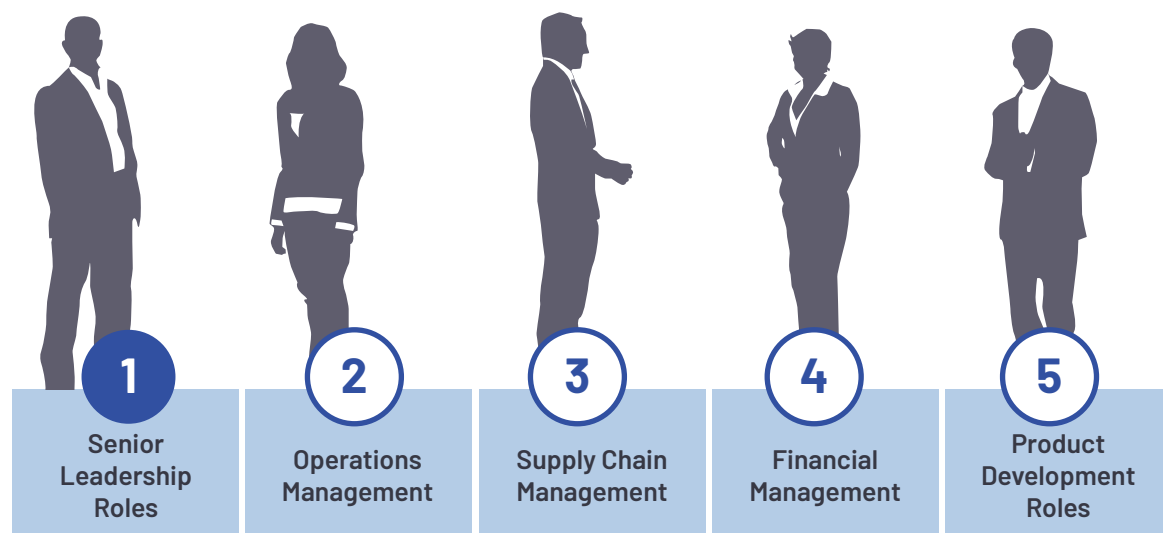 1
Senior
Leadership
Roles
2
Operations
Management
3
Supply Chain
Management
4
Financial
Management
5
Product
Development
Roles